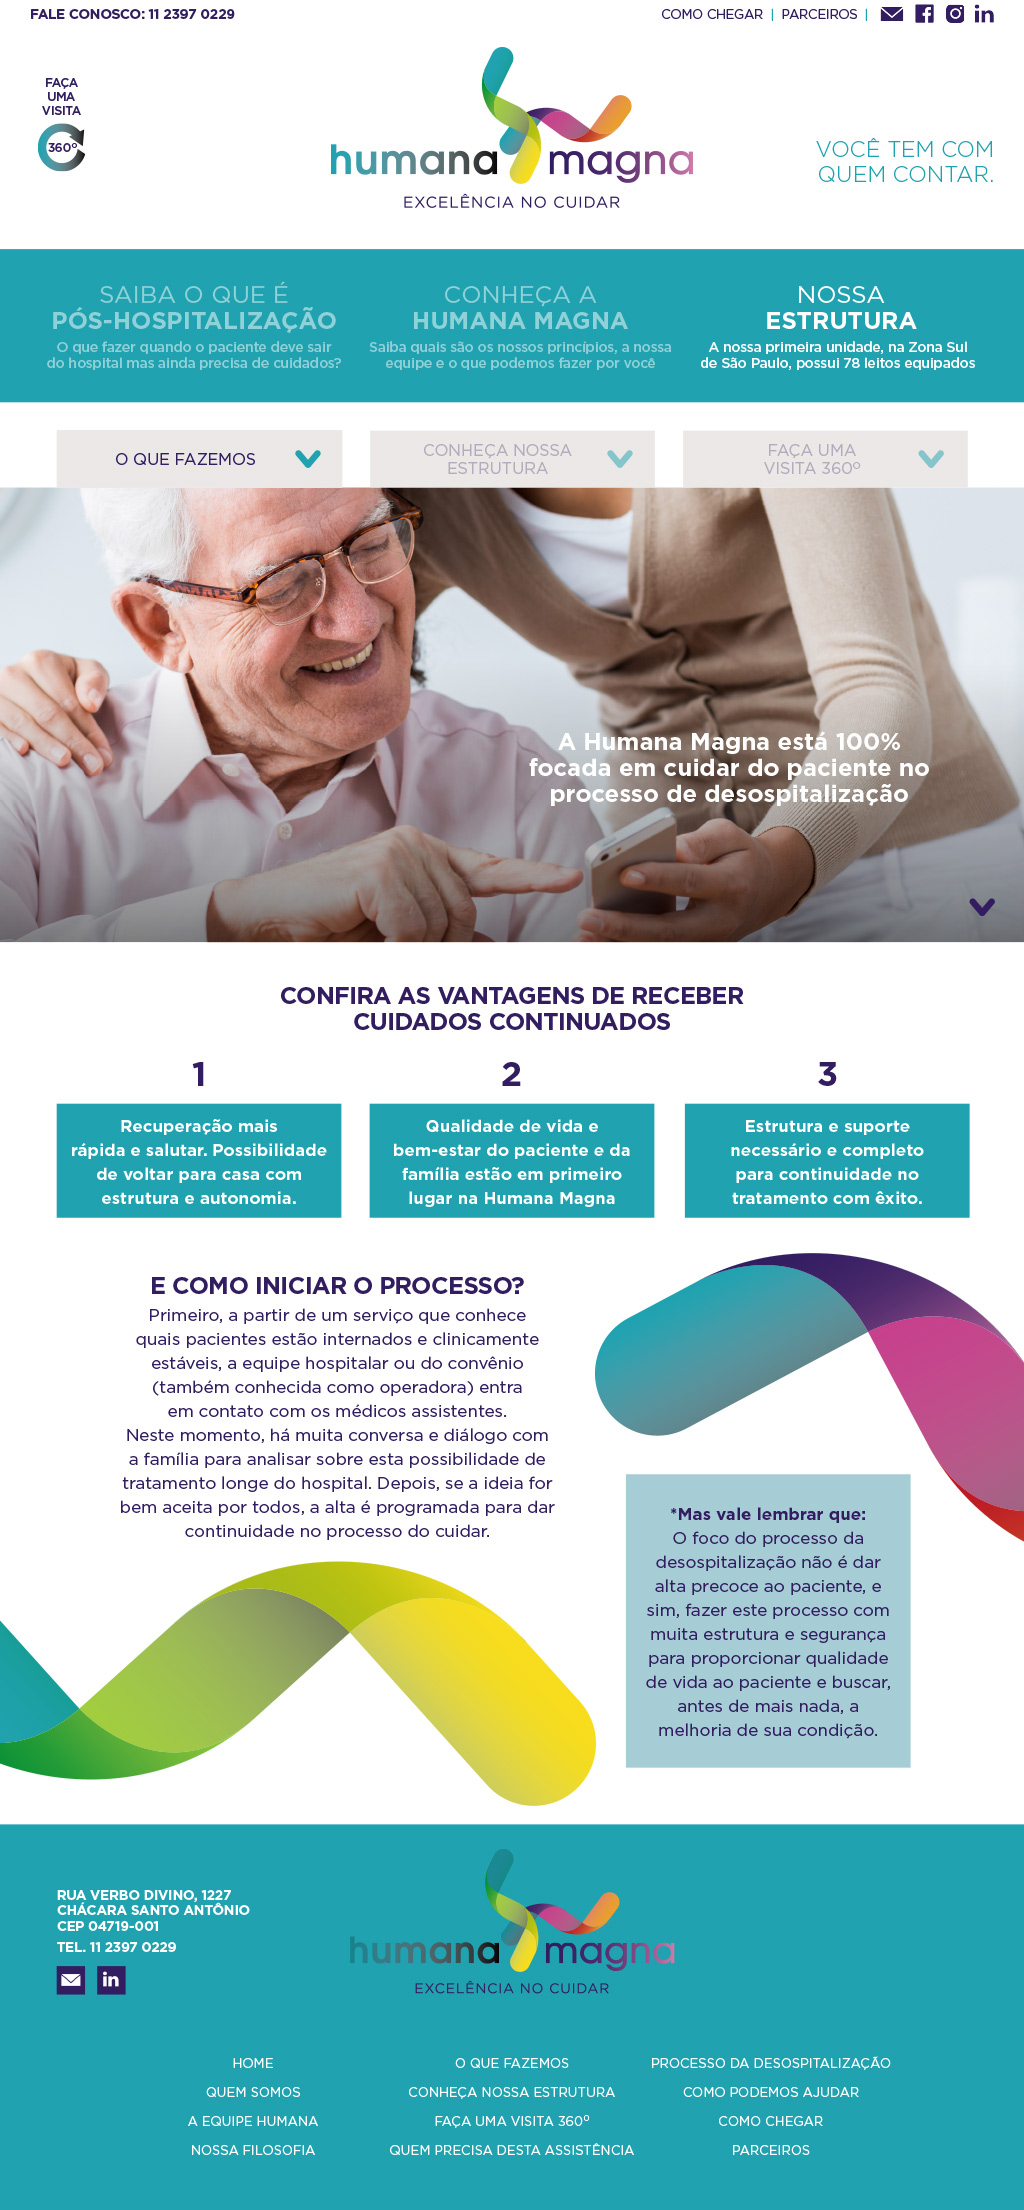 FALE CONOSCO: 11 2397 0229
COMO CHEGAR | PARCEIROS |
FAÇA
UMA
VISITA
360º
humana magna
EXCELÊNCIA NO CUIDAR
VOCÊ TEM COM
QUEM CONTAR.
SAIBA O QUE É
PÓS-HOSPITALIZAÇÃO
O que fazer quando o paciente deve sair
do hospital mas ainda precisa de cuidados?
CONHEÇA A
HUMANA MAGNA
Saiba quais são os nossos princípios, a nossa
equipe e o que podemos fazer por você
NOSSA
ESTRUTURA
A nossa primeira unidade, na Zona Sul
de São Paulo, possui 78 leitos equipados
O QUE FAZEMOS
CONHEÇA NOSSA
ESTRUTURA
FAÇA UMA
VISITA 360º
A Humana Magna está 100%
focada em cuidar do paciente no
processo de desospitalização
CONFIRA AS VANTAGENS DE RECEBER
CUIDADOS CONTINUADOS
1
Recuperação mais
rápida e salutar. Possibilidade
de voltar para casa com
estrutura e autonomia.
2
Qualidade de vida e
bem-estar do paciente e da
família estão em primeiro
lugar na Humana Magna
3
Estrutura e suporte
necessário e completo
para continuidade no
tratamento com êxito.
E COMO INICIAR O PROCESSO?
Primeiro, a partir de um serviço que conhece
quais pacientes estão internados e clinicamente
estáveis, a equipe hospitalar ou do convênio
(também conhecida como operadora) entra
em contato com os médicos assistentes.
Neste momento, há muita conversa e diálogo com
a família para analisar sobre esta possibilidade de
tratamento longe do hospital. Depois, se a ideia for
bem aceita por todos, a alta é programada para dar
continuidade no processo do cuidar.
*Mas vale lembrar que:
O foco do processo da
desospitalização não é dar
alta precoce ao paciente, e
sim, fazer este processo com
muita estrutura e segurança
para proporcionar qualidade
de vida ao paciente e buscar,
antes de mais nada, a
melhoria de sua condição.
RUA VERBO DIVINO, 1227
CHÁCARA SANTO ANTÔNIO
CEP 04719-001
TEL. 11 2397 0229
in
humana magna
EXCELÊNCIA NO CUIDAR
HOME
QUEM SOMOS
A EQUIPE HUMANA
NOSSA FILOSOFIA
O QUE FAZEMOS
CONHEÇA NOSSA ESTRUTURA
FAÇA UMA VISITA 360º
QUEM PRECISA DESTA ASSISTÊNCIA
PROCESSO DA DESOSPITALIZAÇÃO
COMO PODEMOS AJUDAR
COMO CHEGAR
PARCEIROS